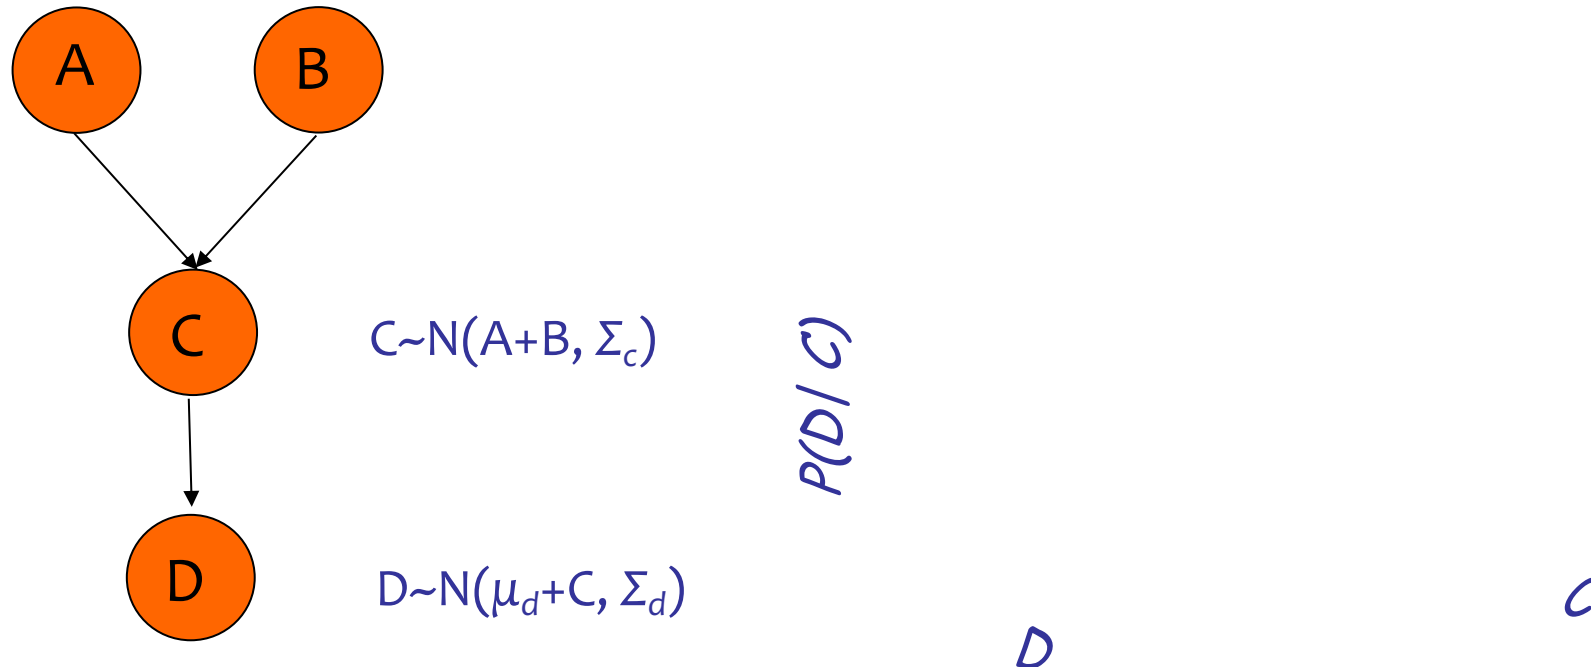 A
B
C
C~N(A+B, Σc)
P(D| C)
D
D~N(μd+C, Σd)
C
D